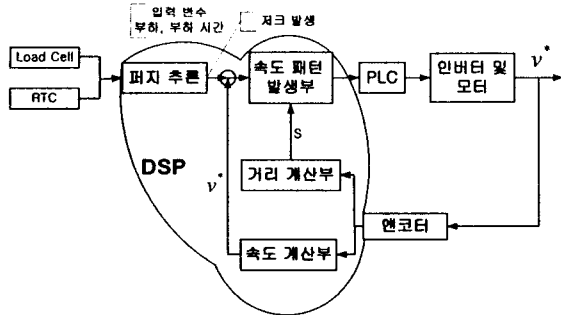 입력 변수
부하, 부하 시간
저크 발생
Load Cell
RTC
퍼지 추론
속도 패턴
발생부
PLC
인버터 및
모터
v*
S
DSP
v*
거리 계산부
앤코터
속도 계산부